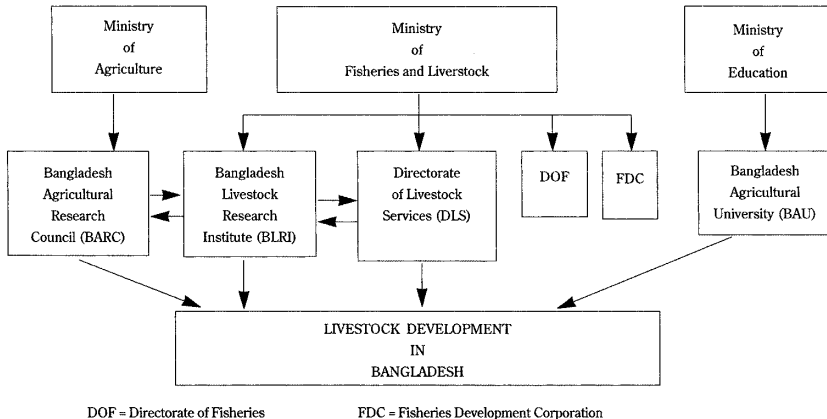 Ministry
of
Agriculture
Ministry
of
Fisheries and Liverstock
Ministry
of
Education
Bangladesh
Agricultural
Research
Council (BARC)
Bangladesh
Livestock
Research
Institute (BLRI)
Directorate
of Livestock
Services (DLS)
DOF
FDC
Bangladesh
Agricultural
University (BAU)
LIVESTOCK DEVELOPMENT
IN
BANGLADESH
DOF = Directorate of Fisheries
FDC = Fisheries Development Corporation